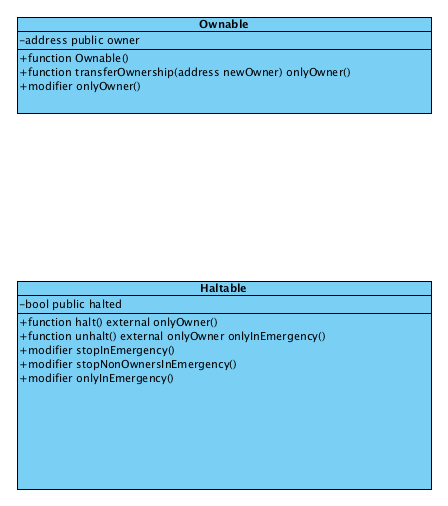 Ownable
-address public owner
+function Ownable()
+function transferOwnership(address newOwner) onlyOwner()
+modifier onlyOwner()
Haltable
-bool public halted
+function halt() external onlyOwner()
+function unhalt() external onlyOwner onlyInEmergency()
+modifier stopInEmergency()
+modifier stopNonOwnersInEmergency()
+modifier onlyInEmergency()